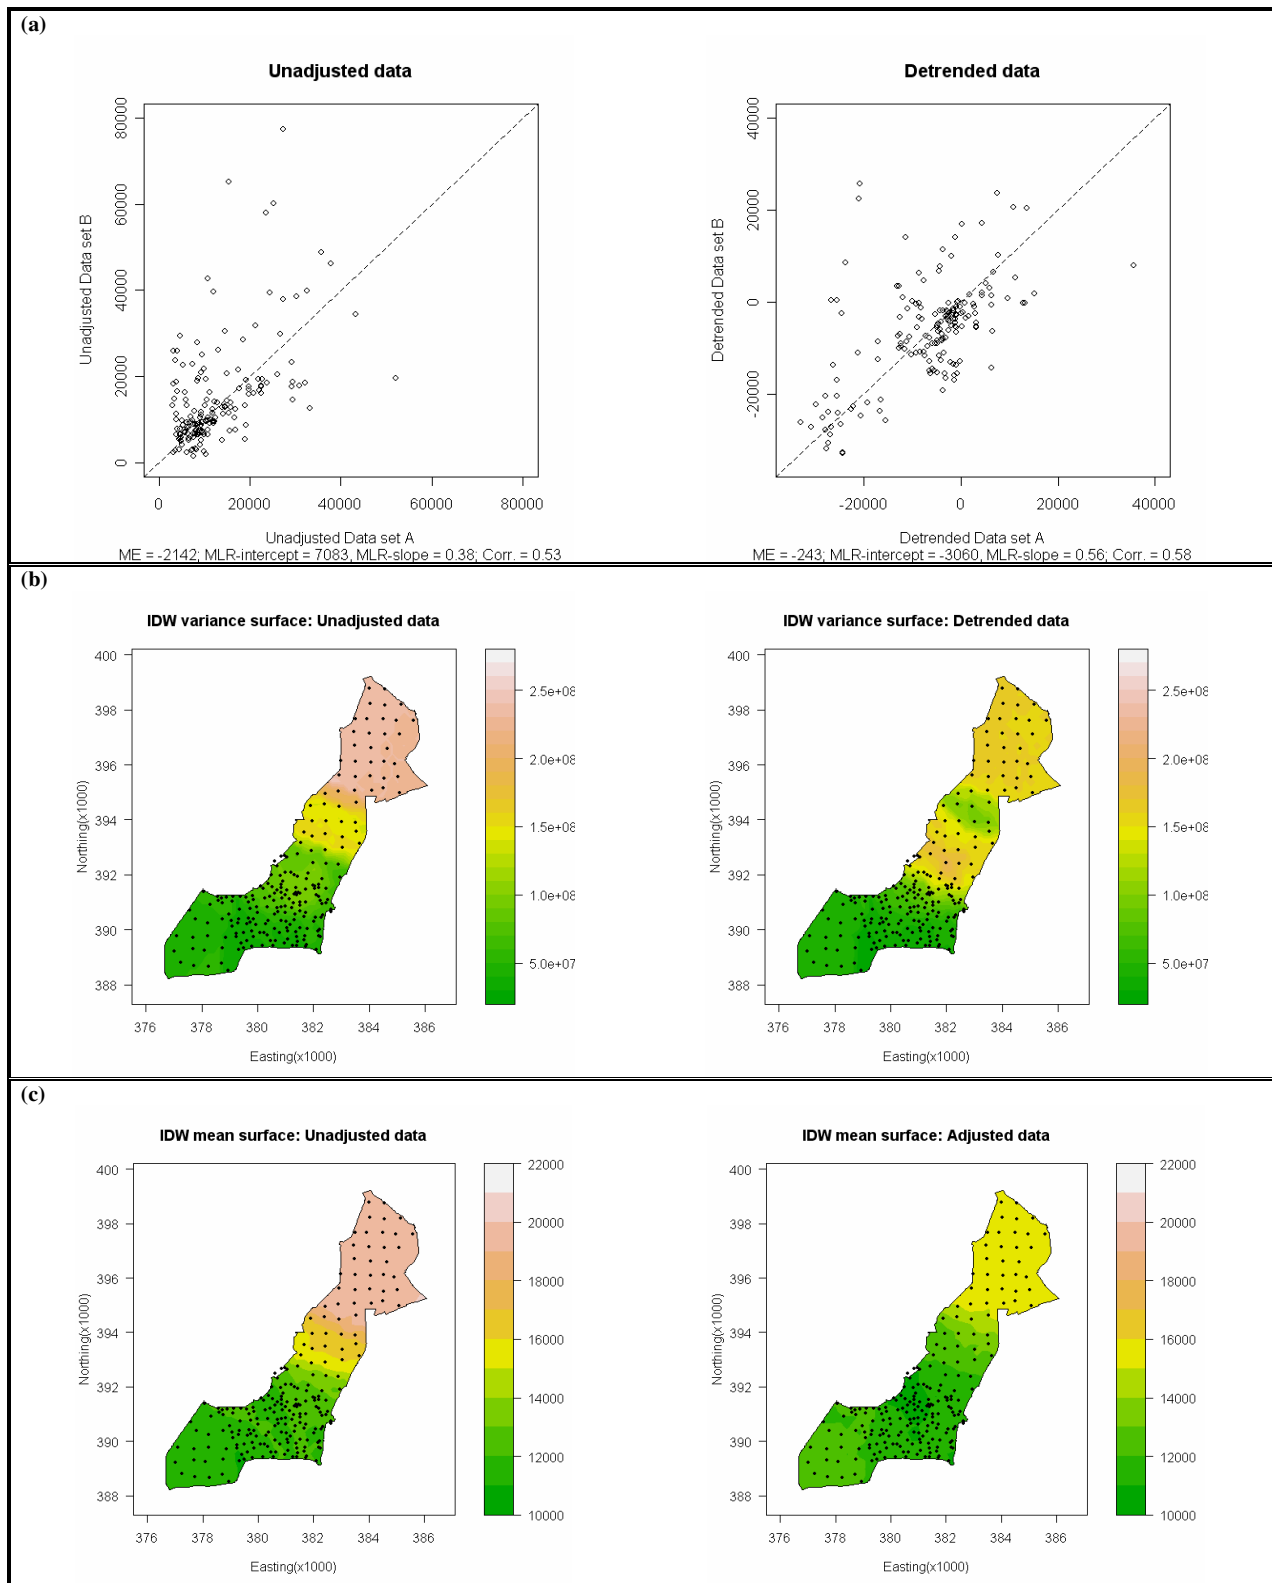 (a)
Unadjusted data
Unadjusted Data set B
0
20000
40000
60000
80000
0 20000 40000 60000 80000
Unadjusted Data set A
ME = -2142; MLR-intercept = 7083, MLR-slope = 0.38; Corr. = 0.53
Detrended data
Detrended Data set B
-20000
0
20000
40000
-20000 0 20000 40000
Detrended Data set A
ME = -243; MLR-intercept = -3060, MLR-slope = 0.56; Corr. = 0.58
(b)
IDW variance surface: Unadjusted data
Northing(x1000)
400
398
396
394
392
390
388
376 378 380 382 384 386
Easting(x1000)
2.5e+08
2.0e+08
1.5e+08
1.0e+08
5.0e+07
IDW variance surface: Detrended data
Northing(x1000)
400
398
396
394
392
390
388
376 378 380 382 384 386
Easting(x1000)
2.5e+08
2.0e+08
1.5e+08
1.0e+08
5.0e+07
(c)
IDW mean surface: Unadjusted data
Northing(x1000)
400
398
396
394
392
390
388
376 378 380 382 384 386
Easting(x1000)
22000
20000
18000
16000
14000
12000
10000
IDW mean surface: Adjusted data
Northing(x1000)
400
398
396
394
392
390
388
376 378 380 382 384 386
Easting(x1000)
22000
20000
18000
16000
14000
12000
10000